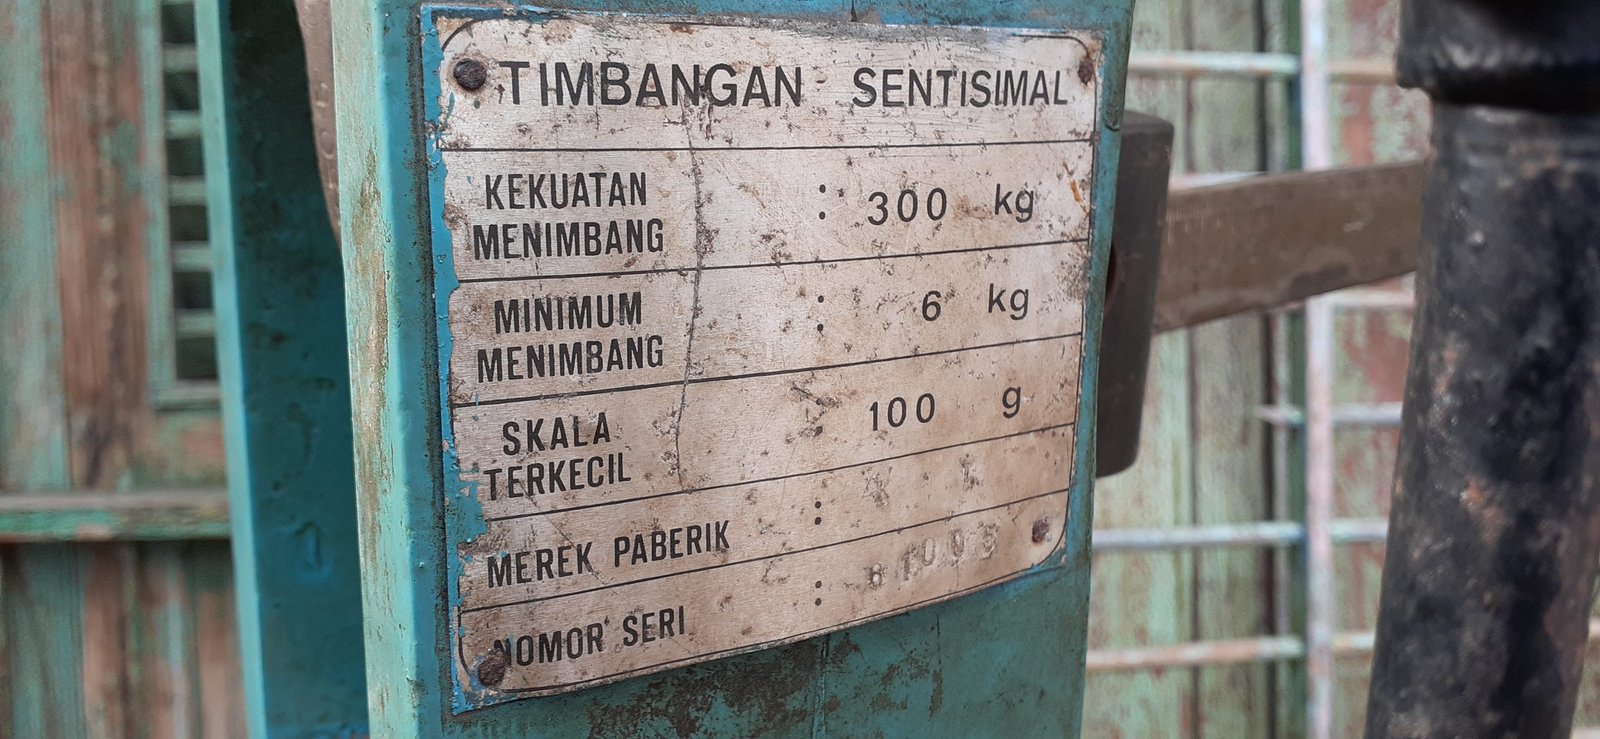 TIMBANGAN SENTISIMAL
KEKUATAN MENIMBANG : 300 kg
MINIMUM MENIMBANG : 6 kg
SKALA TERKECIL : 100 g
MEREK PABERIK :
NOMOR SERI :